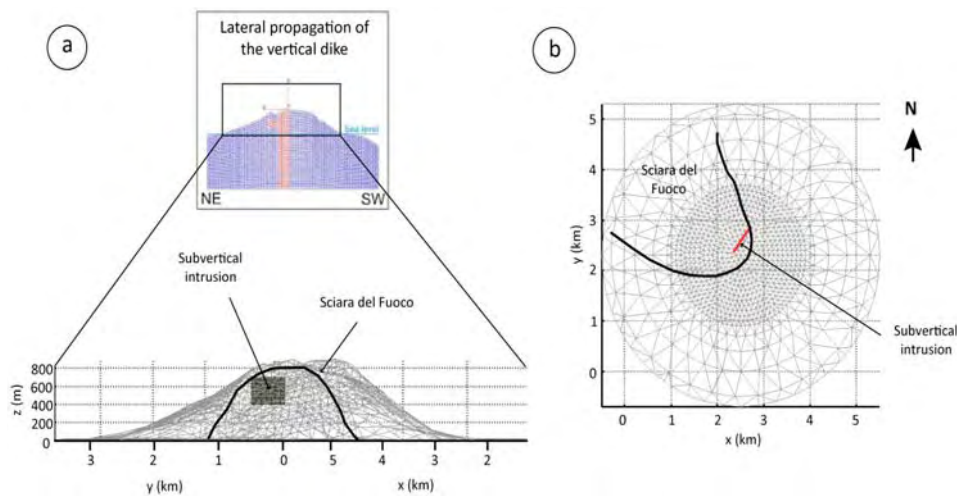 a
Lateral propagation of
the vertical dike
Sea level
NE
SW
Subvertical
intrusion
Sciara del Fuoco
800
600
400
200
0
z (m)
3
2
1
0
5
4
3
2
y (km)
x (km)
b
N
5
4
3
2
1
0
y (km)
Sciara del
Fuoco
Subvertical
intrusion
0
1
2
3
4
5
x (km)